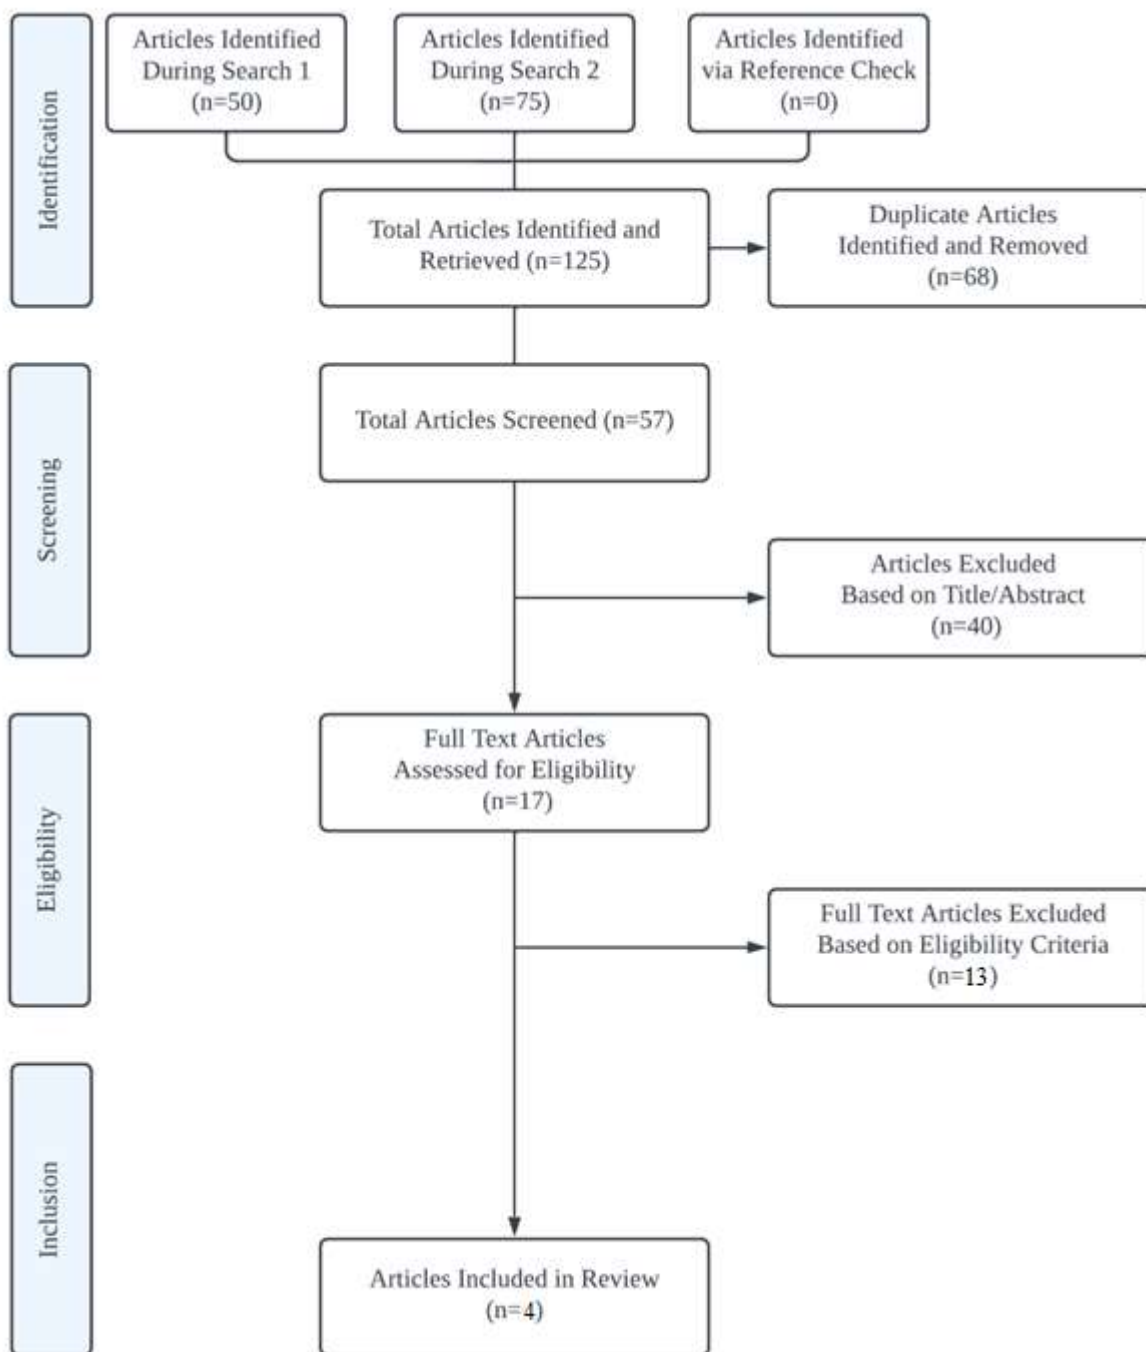 Identification
Articles Identified
During Search 1
(n=50)
Articles Identified
During Search 2
(n=75)
Articles Identified
via Reference Check
(n=0)
Total Articles Identified and
Retrieved (n=125)
Duplicate Articles
Identified and Removed
(n=68)
Screening
Total Articles Screened (n=57)
Articles Excluded
Based on Title/Abstract
(n=40)
Eligibility
Full Text Articles
Assessed for Eligibility
(n=17)
Full Text Articles Excluded
Based on Eligibility Criteria
(n=13)
Inclusion
Articles Included in Review
(n=4)